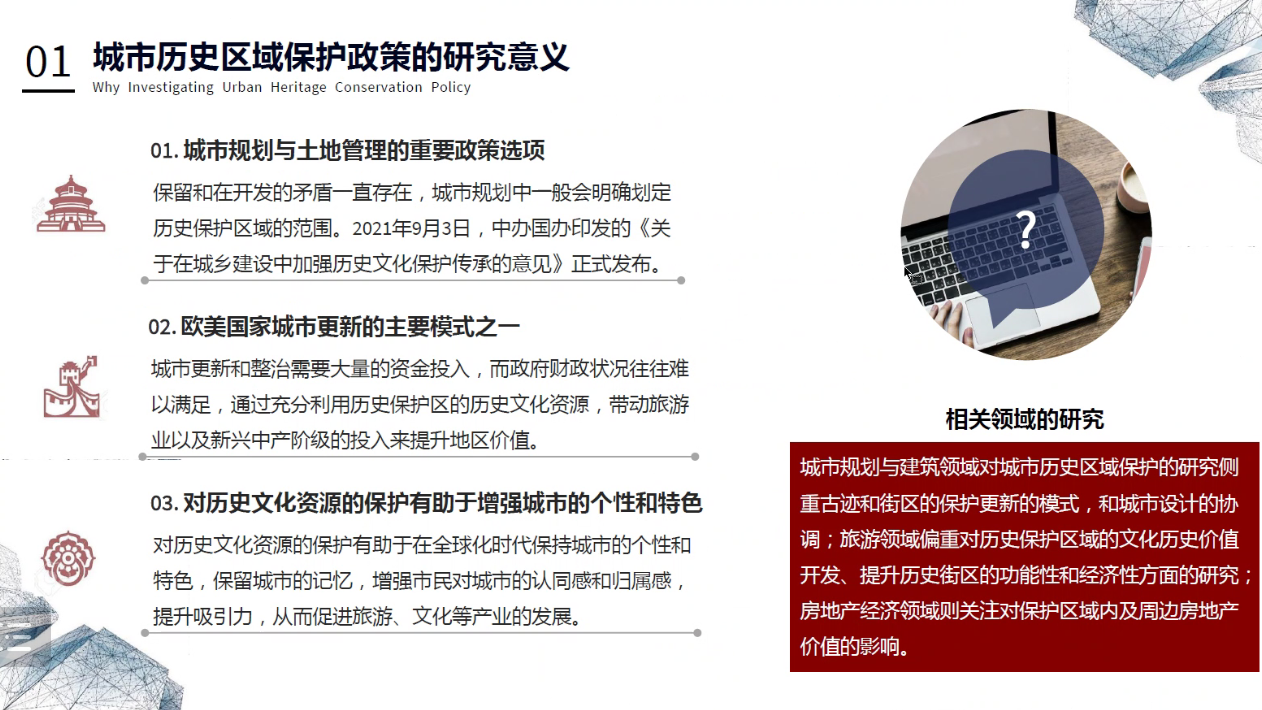 01
城市历史区域保护政策的研究意义
Why Investigating Urban Heritage Conservation Policy
01. 城市规划与土地管理的重要政策选项
保留和在开发的矛盾一直存在，城市规划中一般会明确划定
历史保护区域的范围。2021年9月3日，中办国办印发的《关
于在城乡建设中加强历史文化保护传承的意见》正式发布。
02. 欧美国家城市更新的主要模式之一
城市更新和整治需要大量的资金投入，而政府财政状况往往难
以满足，通过充分利用历史保护区的历史文化资源，带动旅游
业以及新兴中产阶级的投入来提升地区价值。
03. 对历史文化资源的保护有助于增强城市的个性和特色
对历史文化资源的保护有助于在全球化时代保持城市的个性和
特色，保留城市的记忆，增强市民对城市的认同感和归属感，
提升吸引力，从而促进旅游、文化等产业的发展。
?
相关领域的研究
城市规划与建筑领域对城市历史区域保护的研究侧
重古迹和街区的保护更新的模式，和城市设计的协
调；旅游领域偏重对历史保护区域的文化历史价值
开发、提升历史街区的功能性和经济性方面的研究；
房地产经济领域则关注对保护区域内及周边房地产
价值的影响。